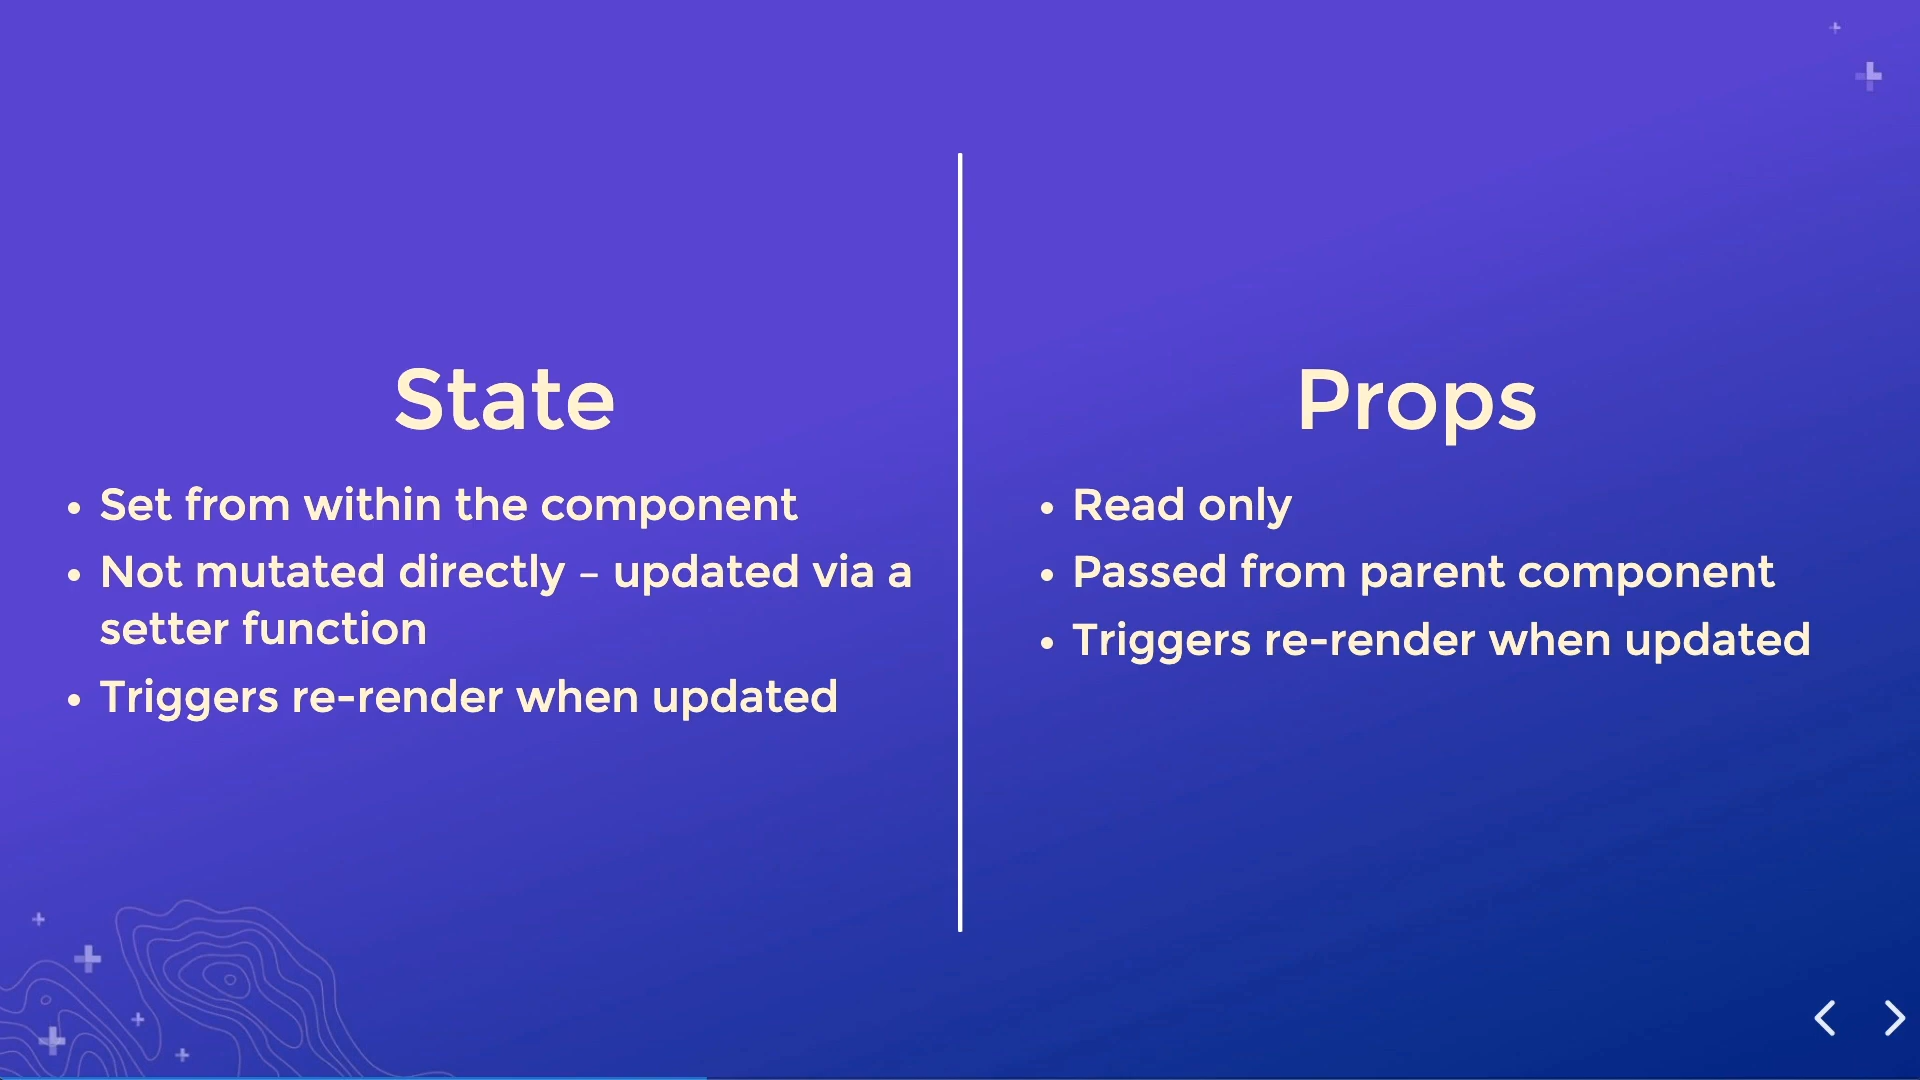 State
• Set from within the component
• Not mutated directly – updated via a
setter function
• Triggers re-render when updated
Props
• Read only
• Passed from parent component
• Triggers re-render when updated